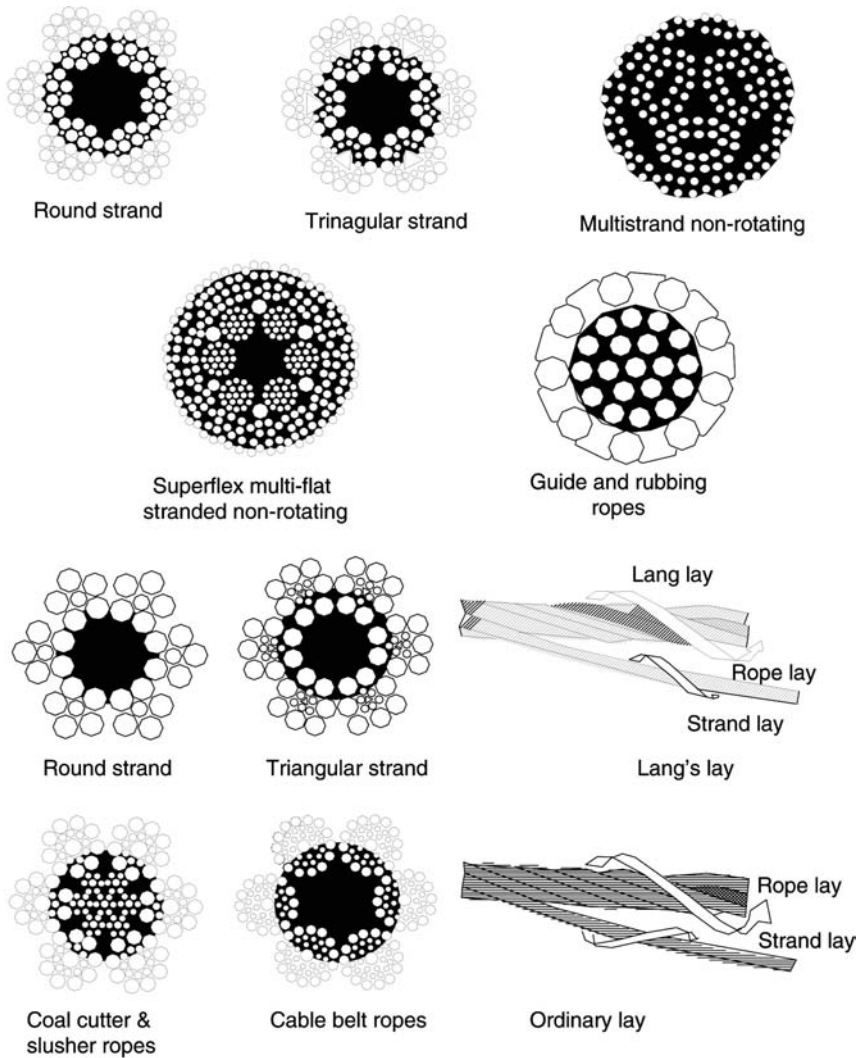 Round strand
Trinagular strand
Multistrand non-rotating
Superflex multi-flat
stranded non-rotating
Guide and rubbing
ropes
Lang lay
Rope lay
Strand lay
Round strand
Triangular strand
Lang's lay
Rope lay
Strand lay
Coal cutter &
slusher ropes
Cable belt ropes
Ordinary lay